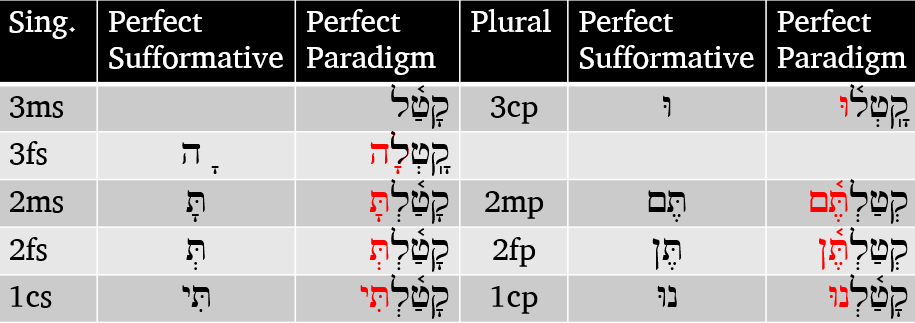 Sing. Perfect Perfect Plural Perfect Perfect
Sufformative Paradigm Sufformative Paradigm
3ms קָטַ֫ל 3cp וּ קָֽטְל֫וּ
3fs ָה קָֽטְלָ֫ה
2ms תָּ קָטַ֫לְתָּ 2mp תֶּם קְטַלְתֶּ֫ם
2fs תְּ קָטַ֫לְתְּ 2fp תֶּן קְטַלְתֶּ֫ן
1cs תִּי קָטַ֫לְתִּי 1cp נוּ קָטַ֫לְנוּ